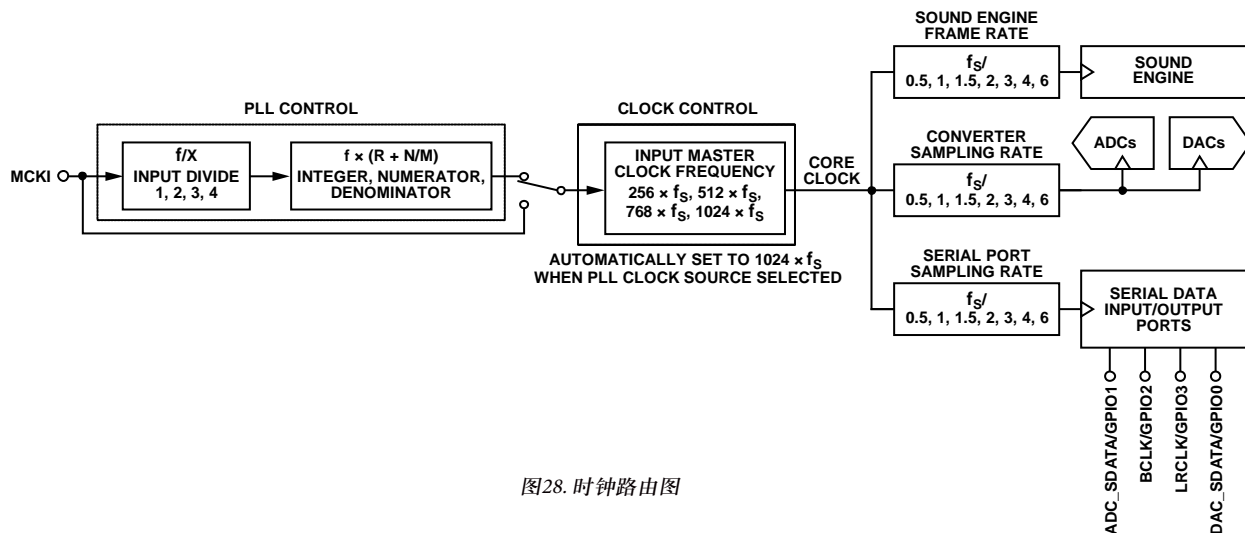 PLL CONTROL
MCKI
f/X
INPUT DIVIDE
1, 2, 3, 4
f × (R + N/M)
INTEGER, NUMERATOR,
DENOMINATOR
CLOCK CONTROL
INPUT MASTER
CLOCK FREQUENCY
256 × fS, 512 × fS,
768 × fS, 1024 × fS
AUTOMATICALLY SET TO 1024 × fS
WHEN PLL CLOCK SOURCE SELECTED
CORE
CLOCK
SOUND ENGINE
FRAME RATE
fS/
0.5, 1, 1.5, 2, 3, 4, 6
SOUND
ENGINE
CONVERTER
SAMPLING RATE
fS/
0.5, 1, 1.5, 2, 3, 4, 6
ADCs
DACs
SERIAL PORT
SAMPLING RATE
fS/
0.5, 1, 1.5, 2, 3, 4, 6
SERIAL DATA
INPUT/OUTPUT
PORTS
ADC_SDATA/GPIO1
BCLK/GPIO2
LRCLK/GPIO3
DAC_SDATA/GPIO0
图28. 时钟路由图